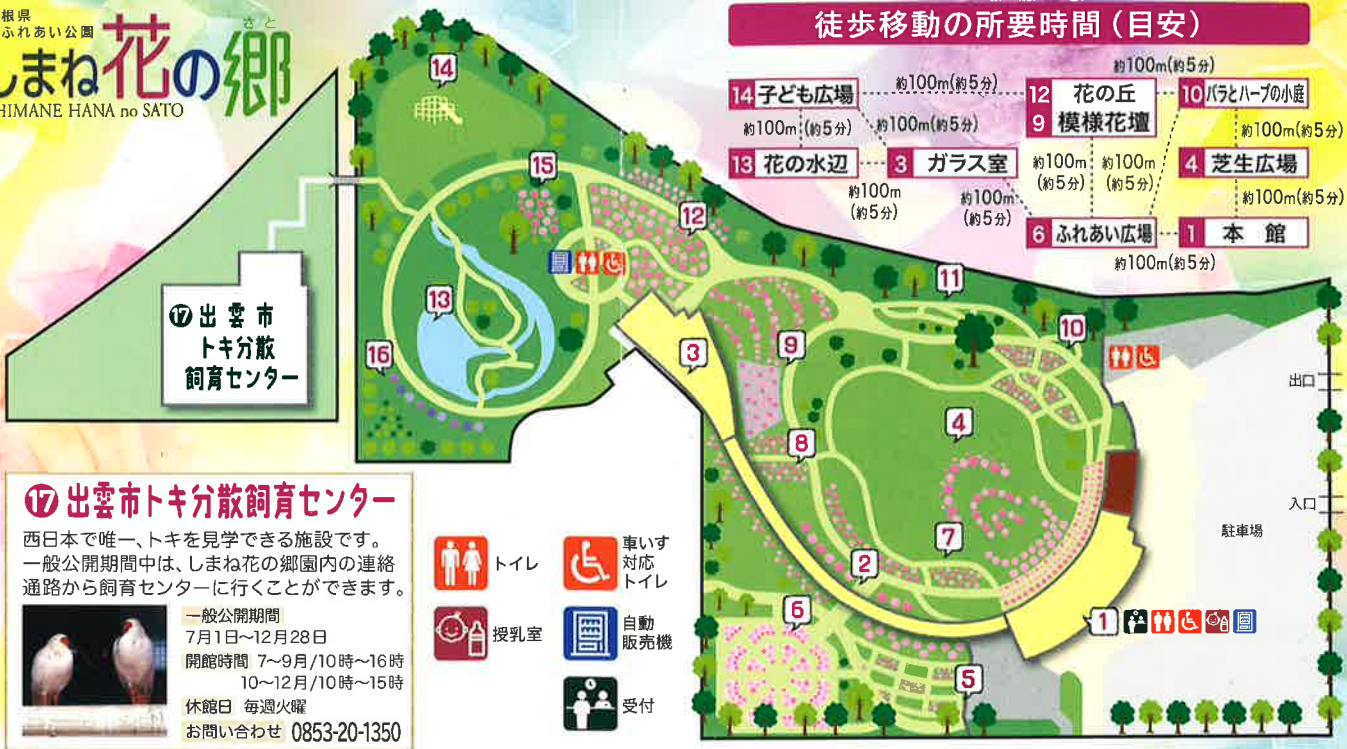 根県
ふれあい公園
しまね花の郷
さと
SHIMANE HANA no SATO
徒歩移動の所要時間（目安）
14 子ども広場
約100m(約5分)
12 花の丘
9 模様花壇
約100m(約5分)
10 バラとハーブの小庭
約100m(約5分)
約100m(約5分)
約100m(約5分)
13 花の水辺
3 ガラス室
約100m
(約5分)
約100m
(約5分)
4 芝生広場
約100m
(約5分)
約100m
(約5分)
約100m(約5分)
6 ふれあい広場
1 本館
約100m(約5分)
14
15
12
13
16
3
9
8
11
10
4
7
2
6
5
1
⑰出雲市
トキ分散
飼育センター
出口
入口
駐車場
⑰出雲市トキ分散飼育センター
西日本で唯一、トキを見学できる施設です。
一般公開期間中は、しまね花の郷園内の連絡
通路から飼育センターに行くことができます。
一般公開期間
7月1日～12月28日
開館時間 7～9月/10時～16時
10～12月/10時～15時
休館日 毎週火曜
お問い合わせ 0853-20-1350
トイレ
車いす
対応
トイレ
授乳室
自動
販売機
受付